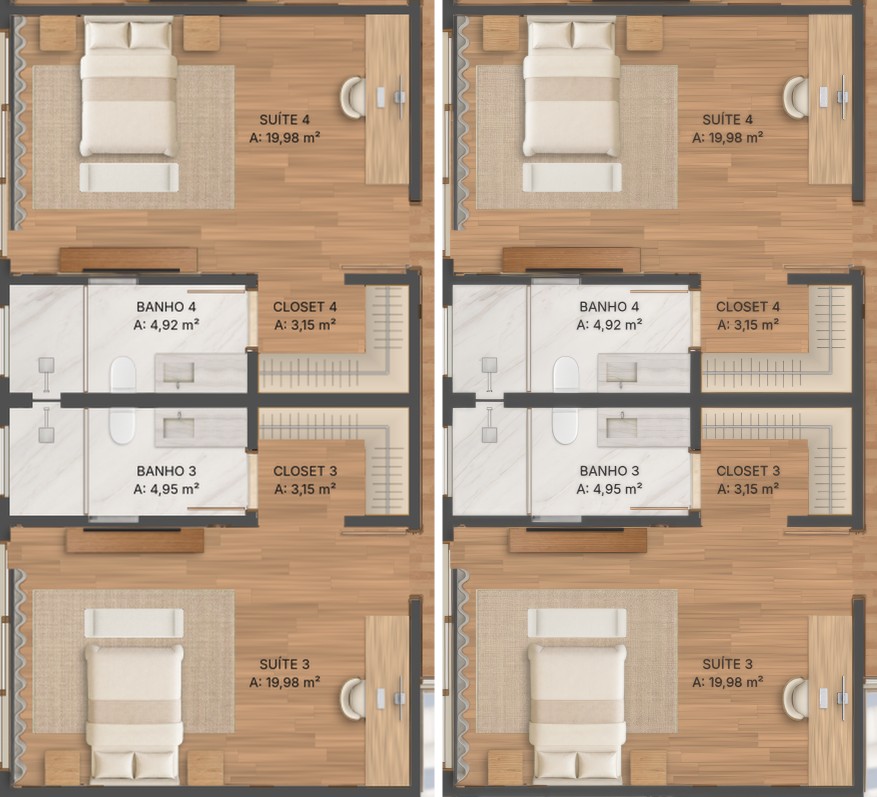 SUÍTE 4
A: 19,98 m²
BANHO 4
A: 4,92 m²
CLOSET 4
A: 3,15 m²
BANHO 3
A: 4,95 m²
CLOSET 3
A: 3,15 m²
SUÍTE 3
A: 19,98 m²
SUÍTE 4
A: 19,98 m²
BANHO 4
A: 4,92 m²
CLOSET 4
A: 3,15 m²
BANHO 3
A: 4,95 m²
CLOSET 3
A: 3,15 m²
SUÍTE 3
A: 19,98 m²